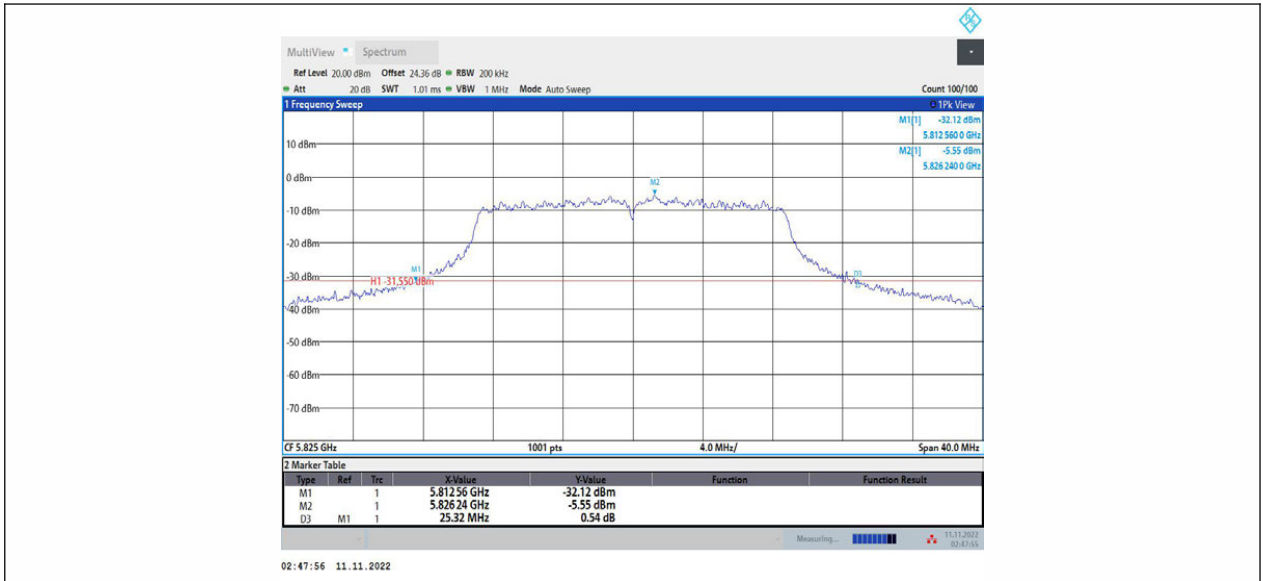 MultiView Spectrum
Ref Level 20.00 dBm Offset 24.36 dB RBW 200 kHz
Att 20 dB SWT 1.01 ms VBW 1 MHz Mode Auto Sweep Count 100/100
1 Frequency Sweep 1Pk View
M1[1] -32.12 dBm
5.812 560 0 GHz
10 dBm
M2[1] -5.55 dBm
5.826 240 0 GHz
0 dBm
M2
-10 dBm
-20 dBm
M1
D3
-30 dBm
H1 -31.550 dBm
-40 dBm
-50 dBm
-60 dBm
-70 dBm
CF 5.825 GHz 1001 pts 4.0 MHz/ Span 40.0 MHz
2 Marker Table
Type Ref Trc X-Value Y-Value Function Function Result
M1 1 5.812 56 GHz -32.12 dBm
M2 1 5.826 24 GHz -5.55 dBm
D3 M1 1 25.32 MHz 0.54 dB
Measuring... 11.11.2022
02:47:55
02:47:56 11.11.2022